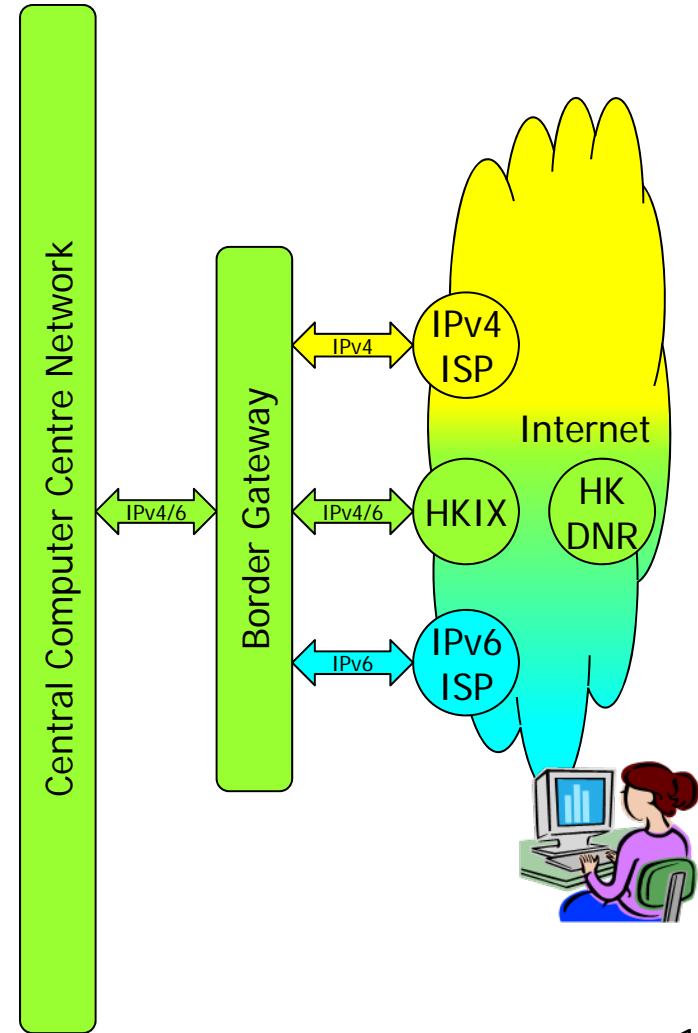 Central Computer Centre Network
IPv4/6
Border Gateway
IPv4
IPv4/6
IPv6
IPv4
ISP
Internet
HKIX
HK
DNR
IPv6
ISP